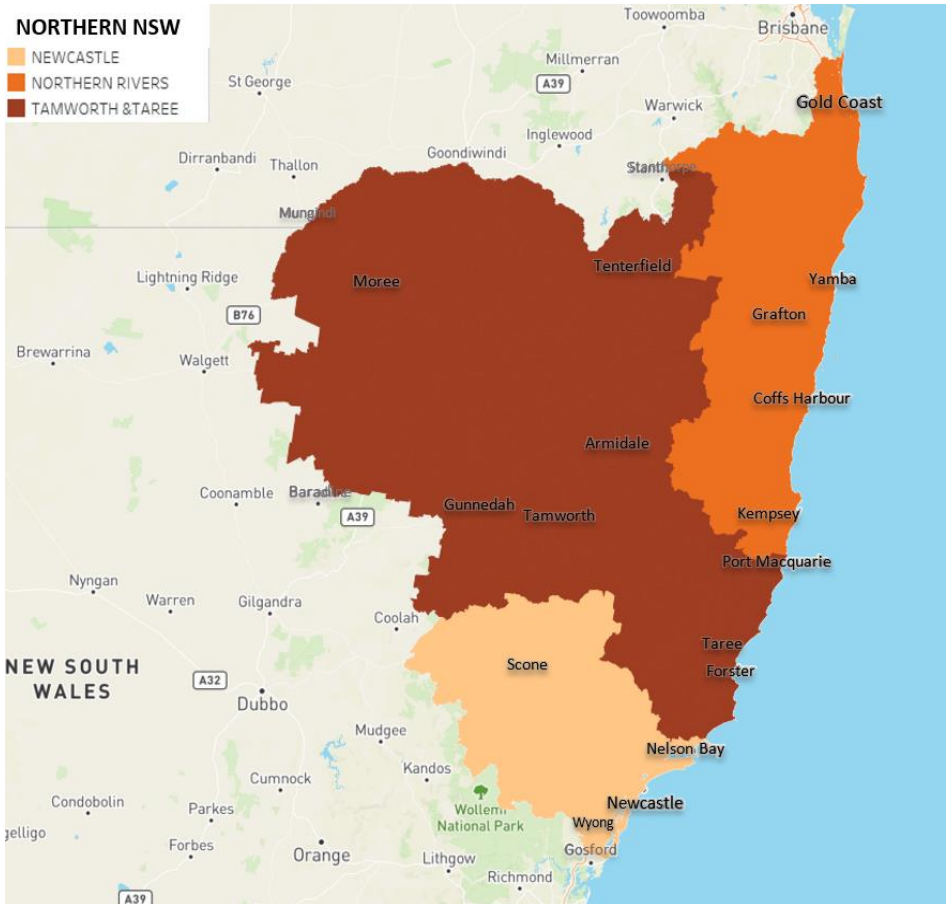 NORTHERN NSW
NEWCASTLE
NORTHERN RIVERS
TAMWORTH &TAREE
Toowoomba
Brisbane
Millmerran
A39
St George
Gold Coast
Warwick
Inglewood
Goondiwindi
Dirranbandi
Thallon
Stanthorpe
Mungindi
Tenterfield
Lightning Ridge
Moree
Yamba
B76
Grafton
Brewarrina
Walgett
Coffs Harbour
Armidale
Coonamble
Baradine
Gunnedah
Tamworth
Kempsey
A39
Port Macquarie
Nyngan
Warren
Gilgandra
Coolah
Taree
NEW SOUTH
WALES
Scone
Forster
A32
Dubbo
Mudgee
Nelson Bay
Kandos
Cumnock
Condobolin
Parkes
Wollemi
National Park
Newcastle
Wyong
gelligo
Forbes
Orange
Lithgow
Gosford
Richmond
A39